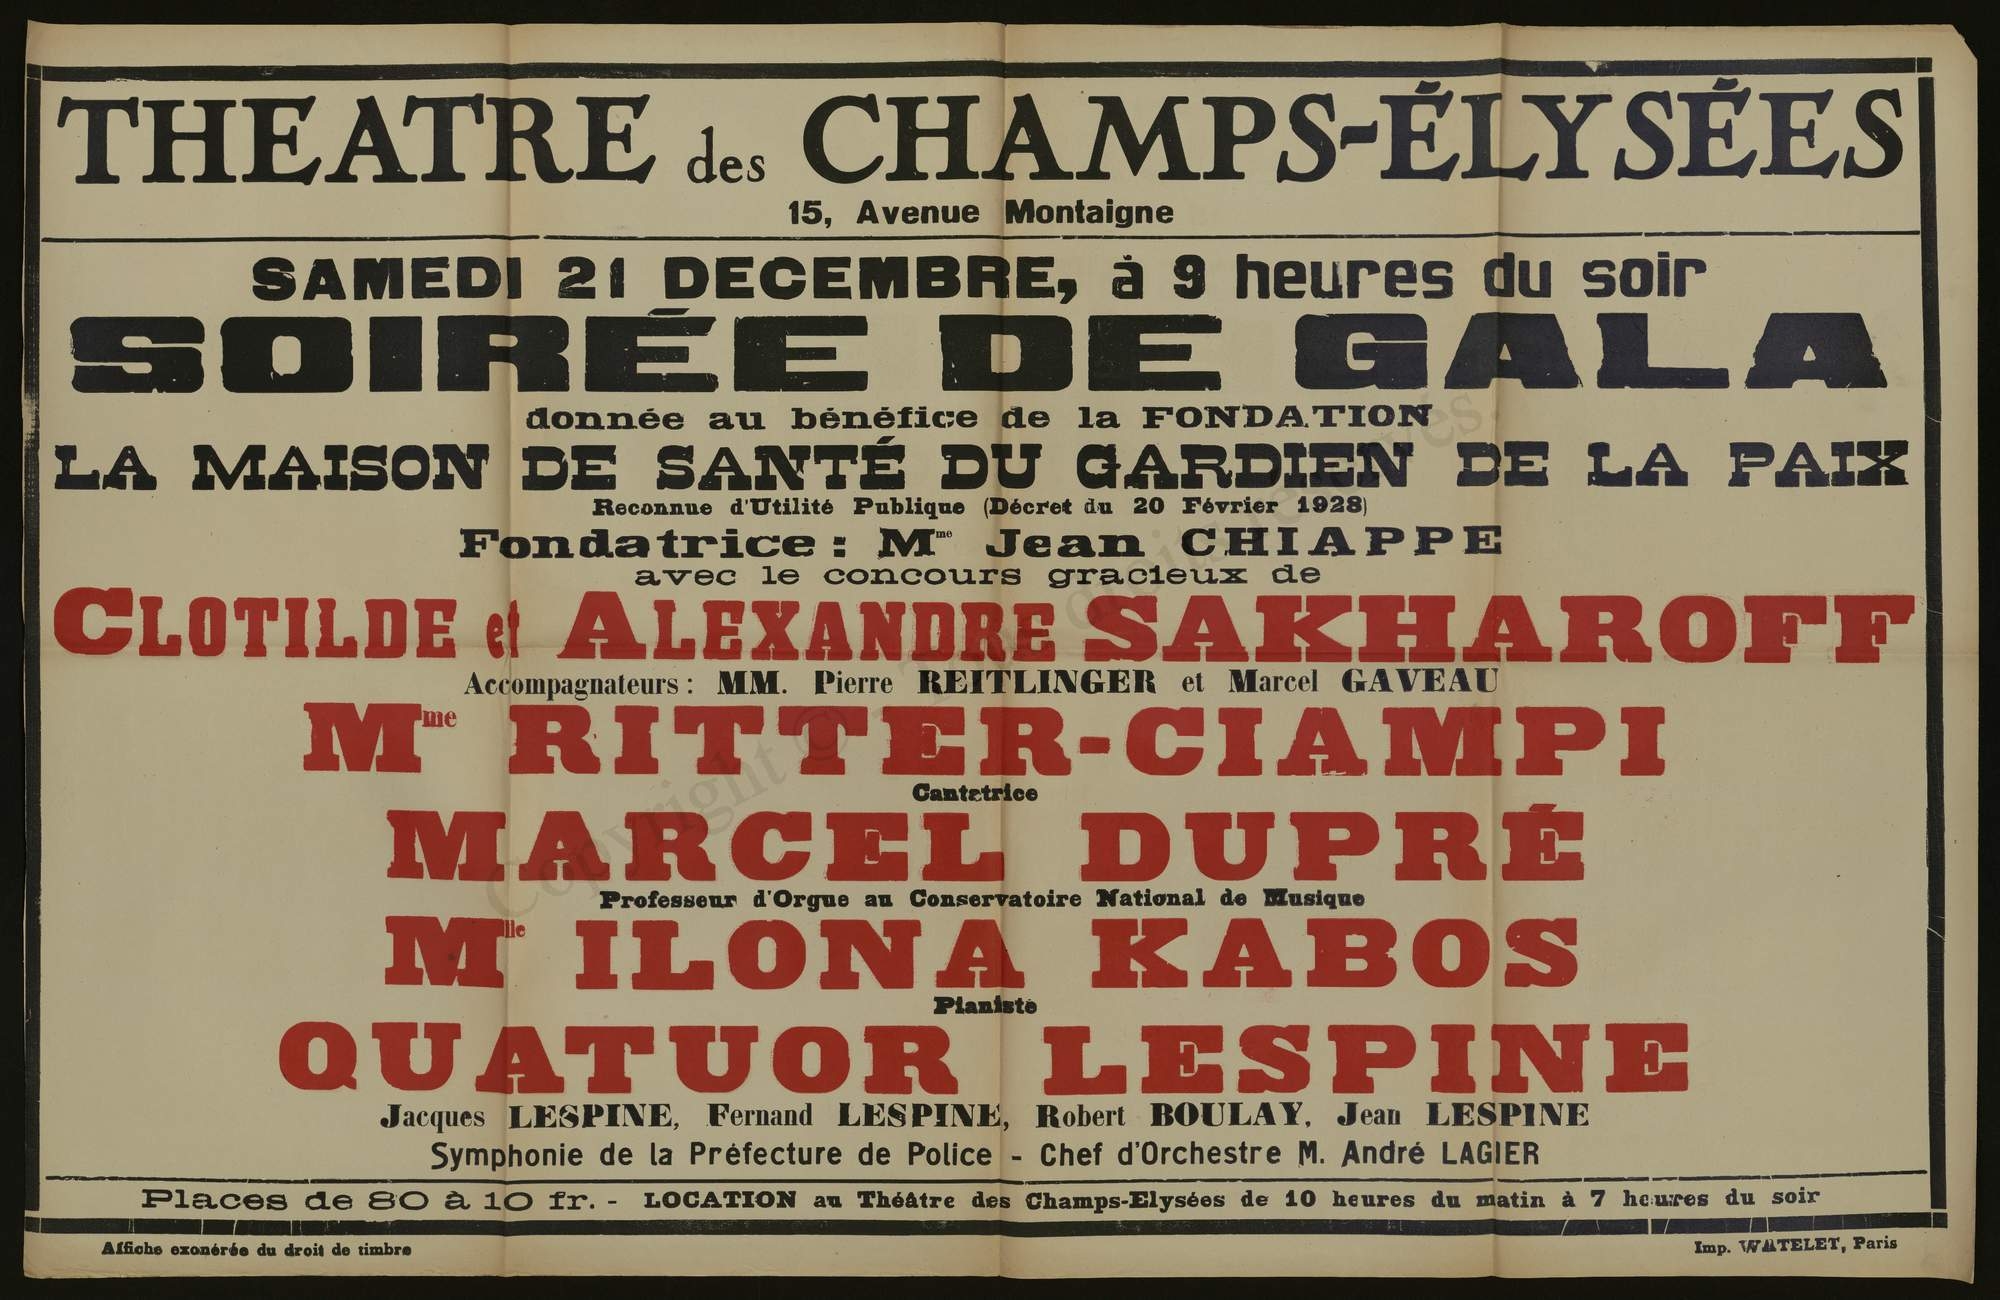 THEATRE des CHAMPS-ÉLYSÉES
15, Avenue Montaigne
SAMEDI 21 DECEMBRE, à 9 heures du soir
SOIRÉE DE GALA
donnée au bénéfice de la FONDATION
LA MAISON DE SANTÉ DU GARDIEN DE LA PAIX
Reconnue d'Utilité Publique (Décret du 20 Février 1928)
Fondatrice : Mme Jean CHIAPPE
avec le concours gracieux de
CLOTILDE et ALEXANDRE SAKHAROFF
Accompagnateurs : MM. Pierre REITLINGER et Marcel GAVEAU
Mme RITTER-CIAMPI
Cantatrice
MARCEL DUPRÉ
Professeur d'Orgue au Conservatoire National de Musique
Mlle ILONA KABOS
Pianiste
QUATUOR LESPINE
Jacques LESPINE, Fernand LESPINE, Robert BOULAY, Jean LESPINE
Symphonie de la Préfecture de Police - Chef d'Orchestre M. André LAGIER
Places de 80 à 10 fr. - LOCATION au Théâtre des Champs-Elysées de 10 heures du matin à 7 heures du soir
Affiche exonérée du droit de timbre
Imp. WATELET, Paris
Copyright © - Tous droits réservés.